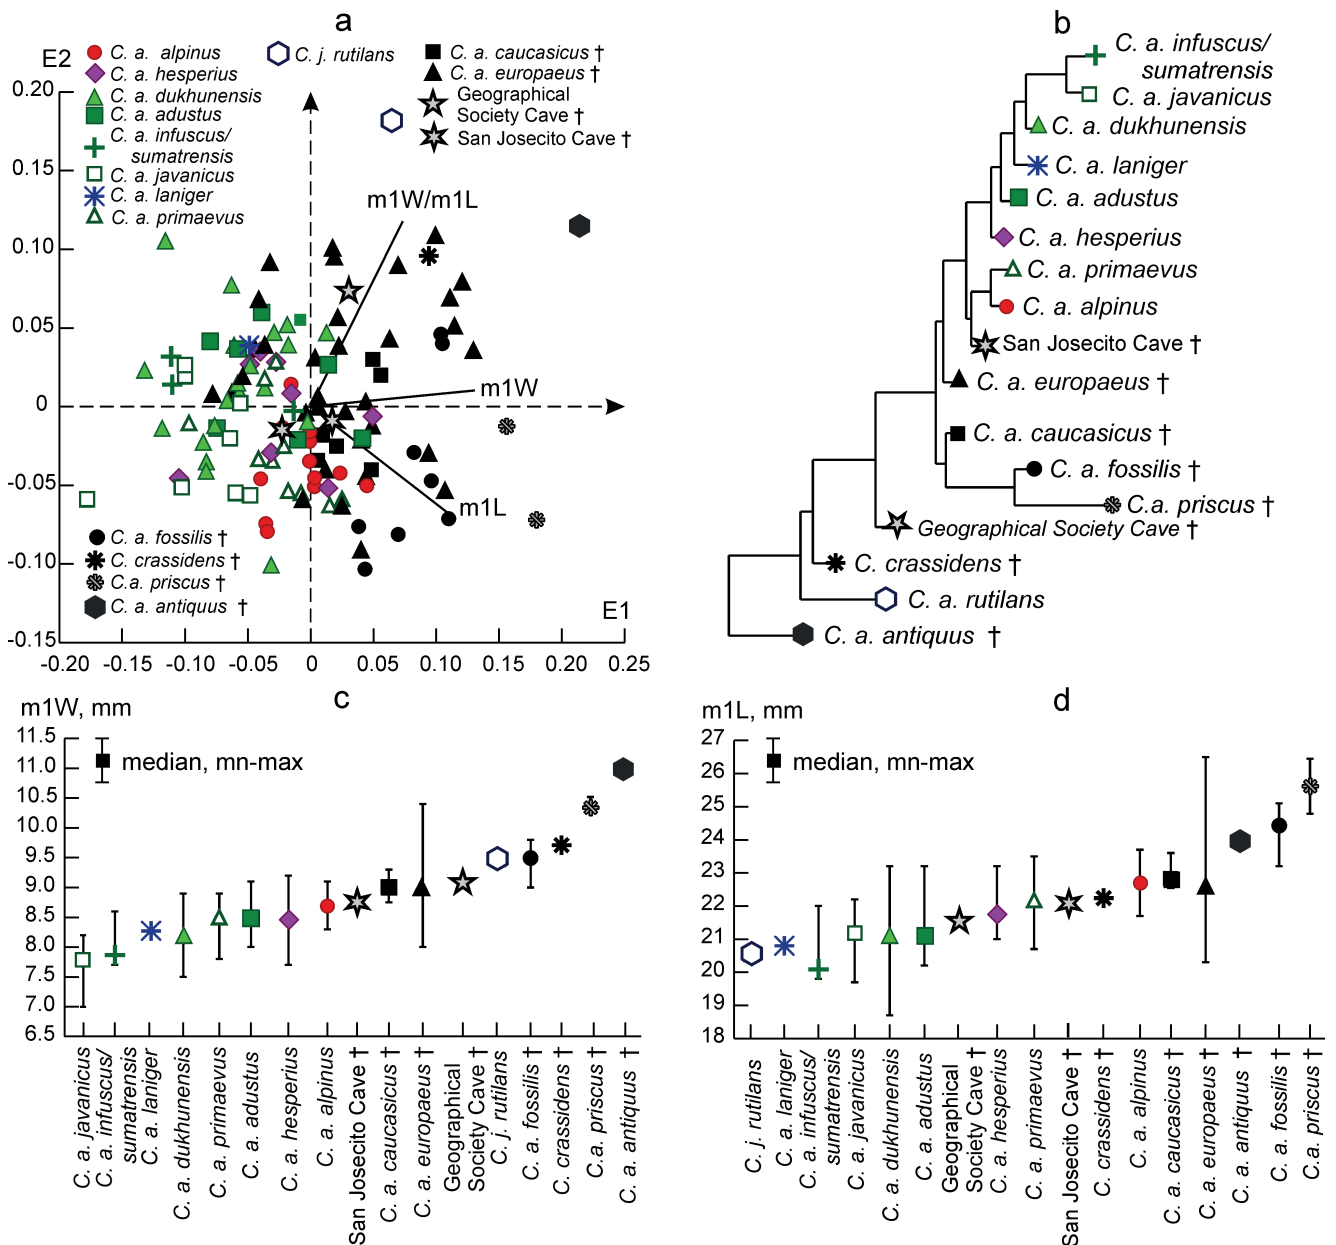 a
E2
C. a. alpinus
C. a. hesperius
C. a. dukhunensis
C. a. adustus
C. a. infuscus/
sumatrensis
C. a. javanicus
C. a. laniger
C. a. primaevus
C. j. rutilans
C. a. caucasicus †
C. a. europaeus †
Geographical
Society Cave †
San Josecito Cave †
0.20
0.15
0.10
0.05
0
-0.05
-0.10
-0.15
m1W/m1L
m1W
m1L
C. a. fossilis †
C. crassidens †
C.a. priscus †
C. a. antiquus †
E1
-0.20 -0.15 -0.10 -0.05 0 0.05 0.10 0.15 0.20 0.25
b
C. a. infuscus/
sumatrensis
C. a. javanicus
C. a. dukhunensis
C. a. laniger
C. a. adustus
C. a. hesperius
C. a. primaevus
C. a. alpinus
San Josecito Cave †
C. a. europaeus †
C. a. caucasicus †
C. a. fossilis †
C.a. priscus †
Geographical Society Cave †
C. crassidens †
C. a. rutilans
C. a. antiquus †
c
m1W, mm
11.5
11.0
10.5
10.0
9.5
9.0
8.5
8.0
7.5
7.0
6.5
median, mn-max
C. a. javanicus
C. a. infuscus/
sumatrensis
C. a. laniger
C. a. dukhunensis
C. a. primaevus
C. a. adustus
C. a. hesperius
C. a. alpinus
San Josecito Cave †
C. a. caucasicus †
C. a. europaeus †
Geographical
Society Cave †
C. j. rutilans
C. a. fossilis †
C. crassidens †
C.a. priscus †
C. a. antiquus †
d
m1L, mm
27
26
25
24
23
22
21
20
19
18
median, mn-max
C. j. rutilans
C. a. laniger
C. a. infuscus/
sumatrensis
C. a. javanicus
C. a. dukhunensis
C. a. adustus
Geographical
Society Cave †
C. a. hesperius
C. a. primaevus
San Josecito Cave †
C. crassidens †
C. a. alpinus
C. a. caucasicus †
C. a. europaeus †
C. a. antiquus †
C. a. fossilis †
C.a. priscus †